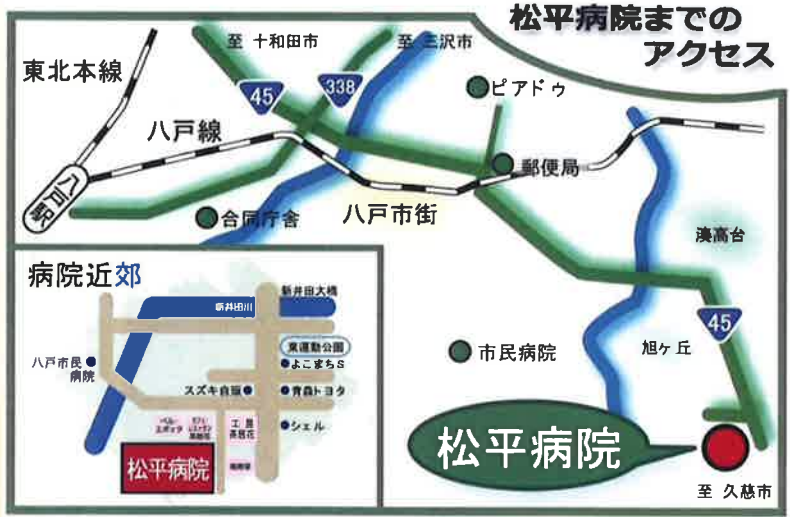 松平病院までの
アクセス
至 十和田市
至 三沢市
東北本線
45
338
ピアドゥ
八戸線
郵便局
八戸駅
合同庁舎
八戸市街
湊高台
病院近郊
新井田川
新井田大橋
45
東運動公園
八戸市民
病院
よこまちS
市民病院
旭ヶ丘
スズキ自販
青森トヨタ
シェル
松平病院
松平病院
至 久慈市